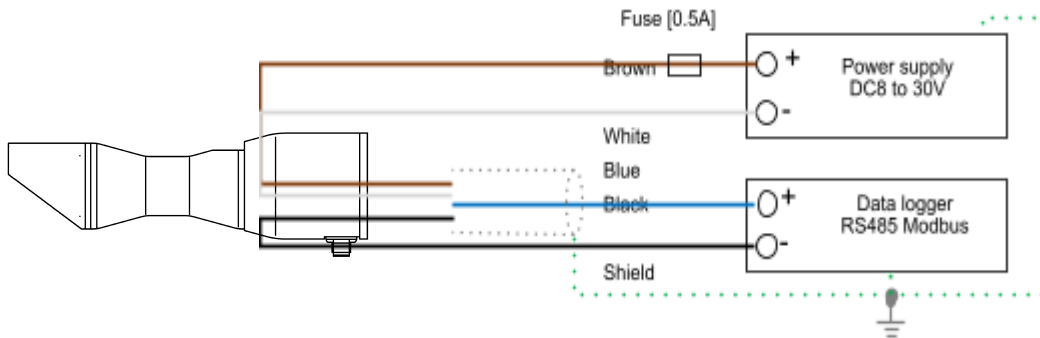 Fuse [0.5A]
Brown
+
Power supply
DC8 to 30V
-
White
Blue
Black
+
Data logger
RS485 Modbus
-
Shield